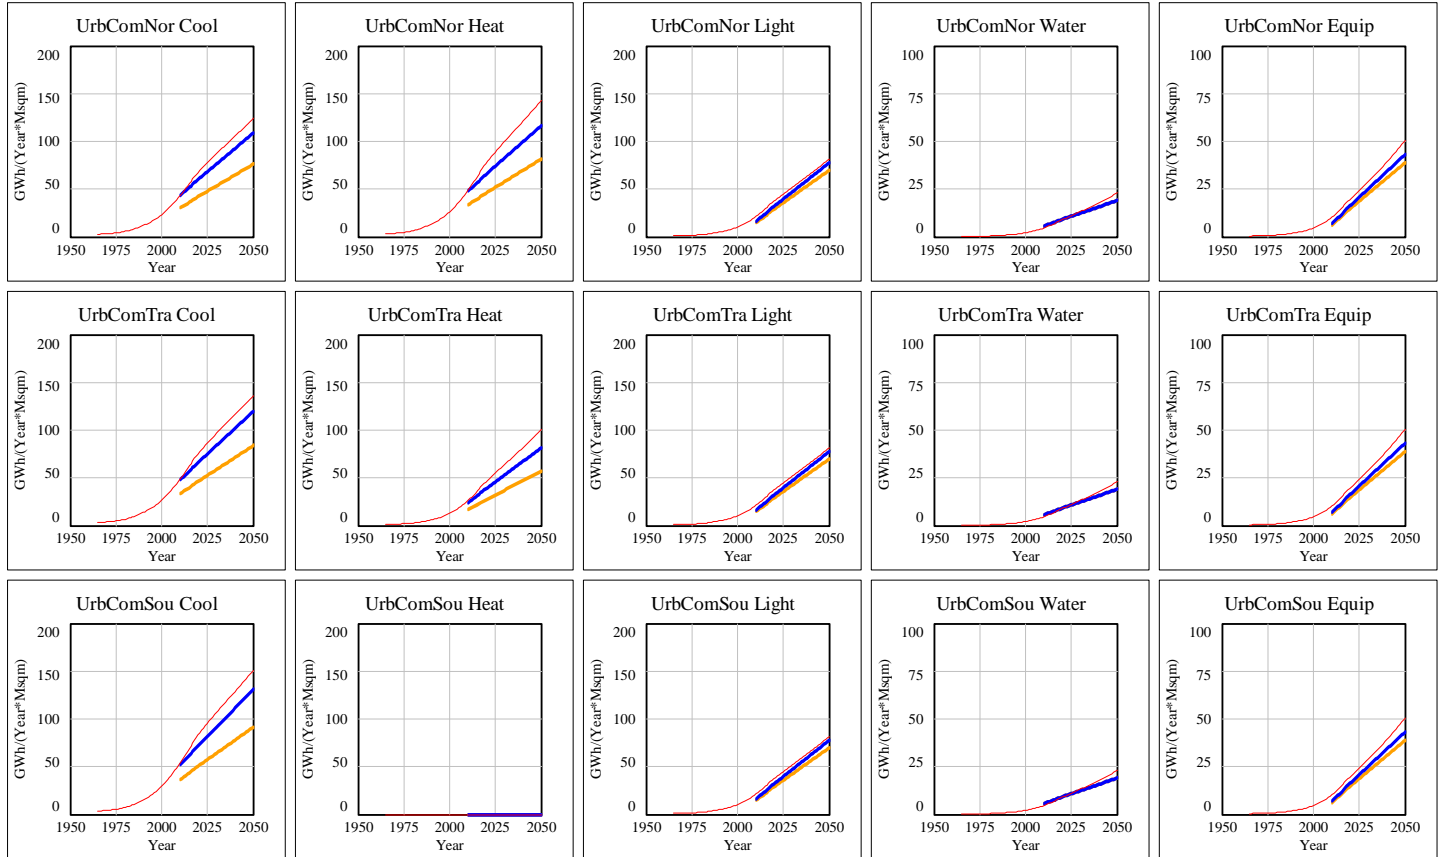 UrbComNor Cool
GWh/(Year*Msqm)
200
150
100
50
0
1950 1975 2000 2025 2050
Year
UrbComNor Heat
GWh/(Year*Msqm)
200
150
100
50
0
1950 1975 2000 2025 2050
Year
UrbComNor Light
GWh/(Year*Msqm)
200
150
100
50
0
1950 1975 2000 2025 2050
Year
UrbComNor Water
GWh/(Year*Msqm)
100
75
50
25
0
1950 1975 2000 2025 2050
Year
UrbComNor Equip
GWh/(Year*Msqm)
100
75
50
25
0
1950 1975 2000 2025 2050
Year
UrbComTra Cool
GWh/(Year*Msqm)
200
150
100
50
0
1950 1975 2000 2025 2050
Year
UrbComTra Heat
GWh/(Year*Msqm)
200
150
100
50
0
1950 1975 2000 2025 2050
Year
UrbComTra Light
GWh/(Year*Msqm)
200
150
100
50
0
1950 1975 2000 2025 2050
Year
UrbComTra Water
GWh/(Year*Msqm)
100
75
50
25
0
1950 1975 2000 2025 2050
Year
UrbComTra Equip
GWh/(Year*Msqm)
100
75
50
25
0
1950 1975 2000 2025 2050
Year
UrbComSou Cool
GWh/(Year*Msqm)
200
150
100
50
0
1950 1975 2000 2025 2050
Year
UrbComSou Heat
GWh/(Year*Msqm)
200
150
100
50
0
1950 1975 2000 2025 2050
Year
UrbComSou Light
GWh/(Year*Msqm)
200
150
100
50
0
1950 1975 2000 2025 2050
Year
UrbComSou Water
GWh/(Year*Msqm)
100
75
50
25
0
1950 1975 2000 2025 2050
Year
UrbComSou Equip
GWh/(Year*Msqm)
100
75
50
25
0
1950 1975 2000 2025 2050
Year